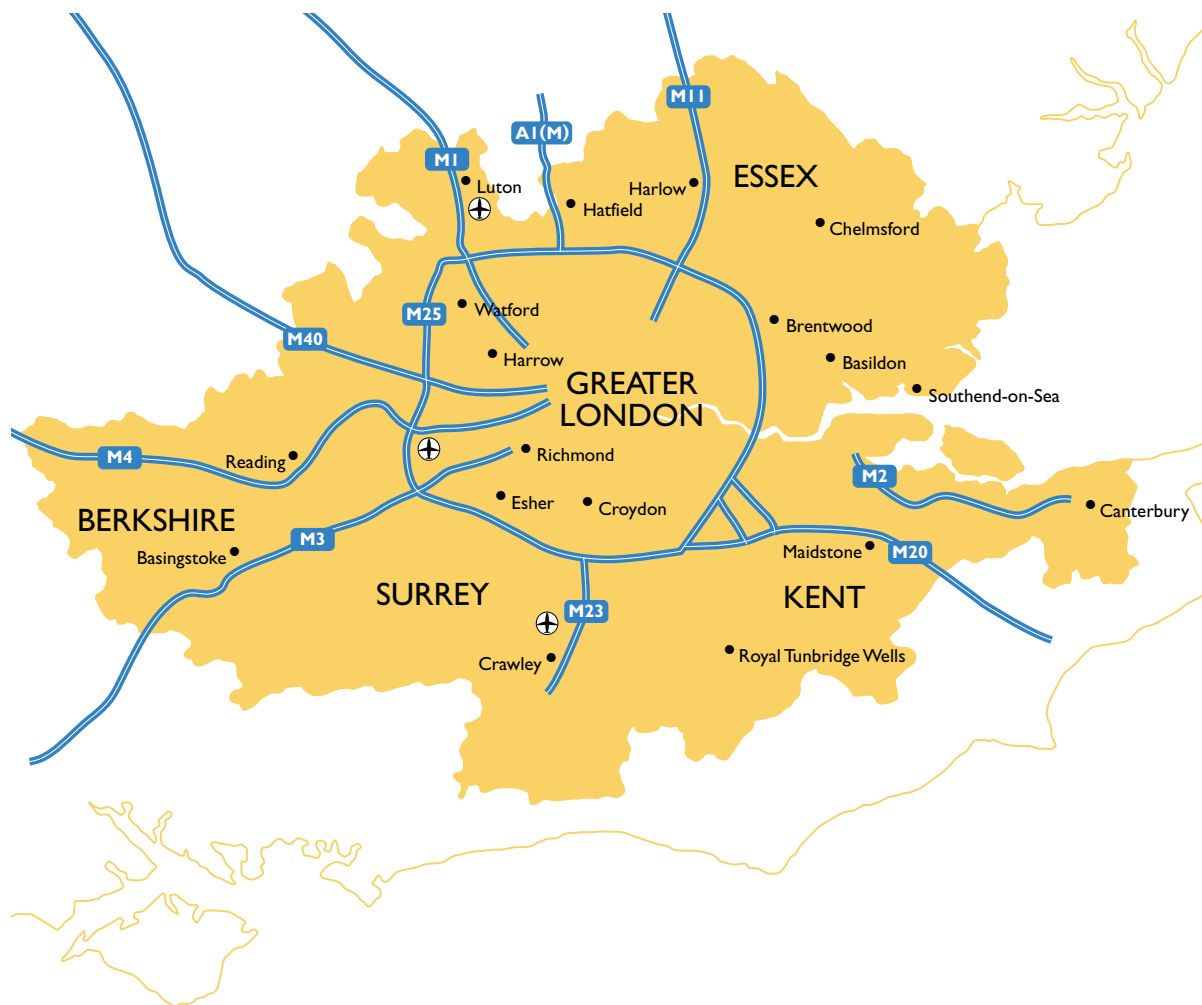 M11
A1(M)
M1
ESSEX
Luton
Harlow
Hatfield
Chelmsford
M25
Watford
Brentwood
M40
Harrow
Basildon
GREATER
LONDON
Southend-on-Sea
M4
Reading
Richmond
M2
Esher
Croydon
Canterbury
BERKSHIRE
M3
Basingstoke
Maidstone
M20
SURREY
KENT
M23
Crawley
Royal Tunbridge Wells